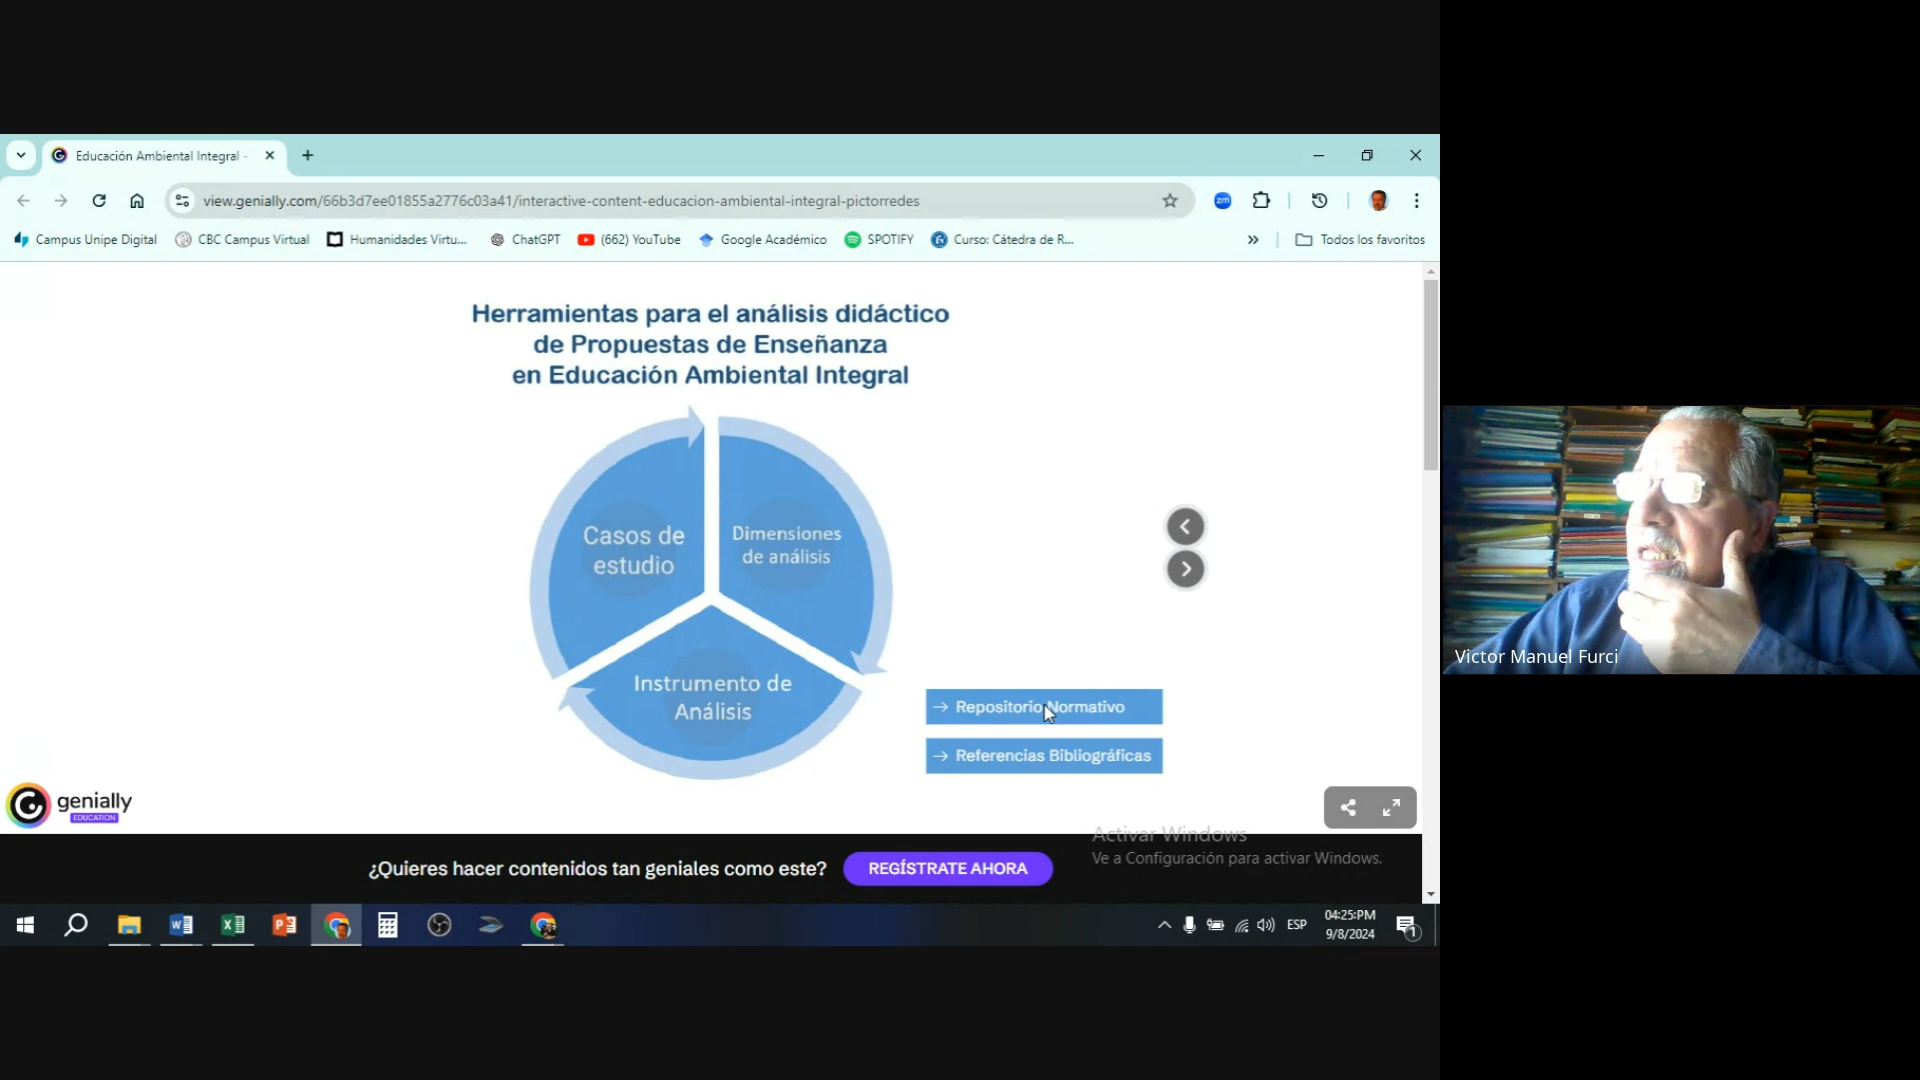 Educación Ambiental Integral -
view.genially.com/66b3d7ee01855a2776c03a41/interactive-content-educacion-ambiental-integral-pictorredes
zm
Campus Unipe Digital
CBC Campus Virtual
Humanidades Virtu...
ChatGPT
(662) YouTube
Google Académico
SPOTIFY
Curso: Cátedra de R...
Todos los favoritos
Herramientas para el análisis didáctico
de Propuestas de Enseñanza
en Educación Ambiental Integral
Casos de
estudio
Dimensiones
de análisis
Instrumento de
Análisis
→ Repositorio Normativo
→ Referencias Bibliográficas
genially
EDUCATION
Activar Windows
Ve a Configuración para activar Windows.
¿Quieres hacer contenidos tan geniales como este?
REGÍSTRATE AHORA
ESP
04:25:PM
9/8/2024
1
Victor Manuel Furci